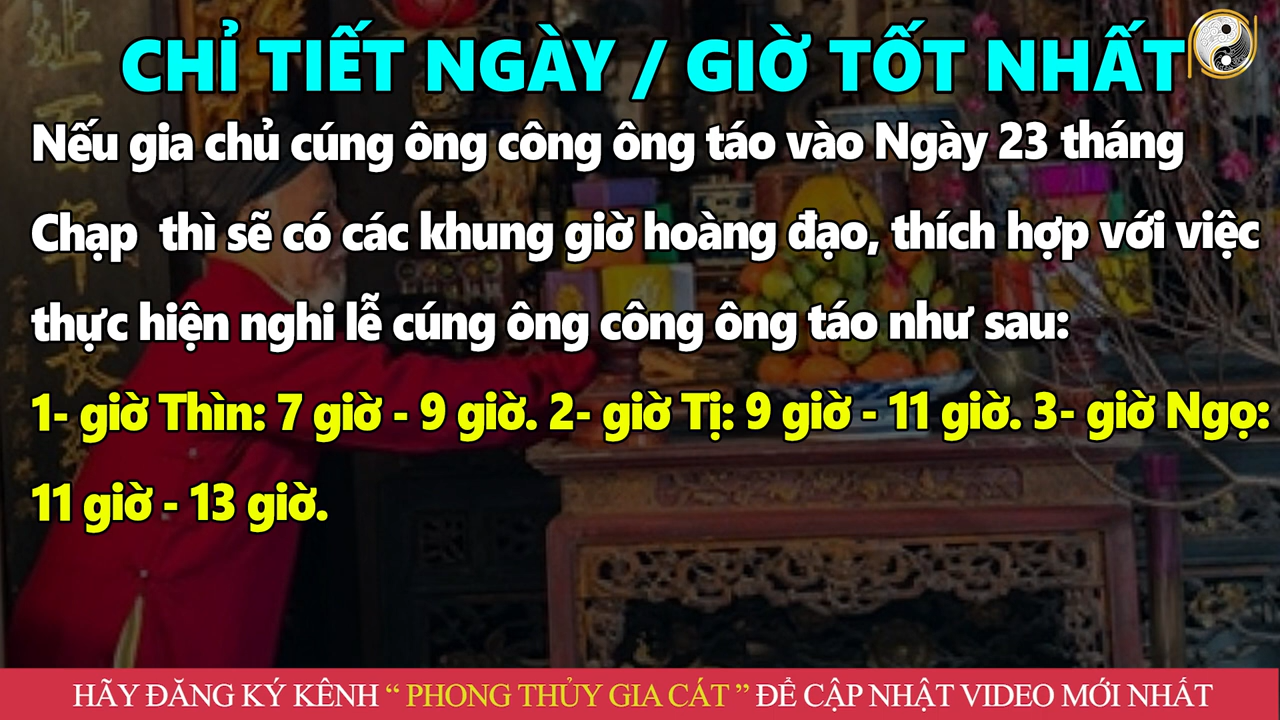 CHỈ TIẾT NGÀY / GIỜ TỐT NHẤT
Nếu gia chủ cúng ông công ông táo vào Ngày 23 tháng
Chạp thì sẽ có các khung giờ hoàng đạo, thích hợp với việc
thực hiện nghi lễ cúng ông công ông táo như sau:
1- giờ Thìn: 7 giờ - 9 giờ. 2- giờ Tị: 9 giờ - 11 giờ. 3- giờ Ngọ:
11 giờ - 13 giờ.
HÃY ĐĂNG KÝ KÊNH “ PHONG THỦY GIA CÁT ” ĐỂ CẬP NHẬT VIDEO MỚI NHẤT